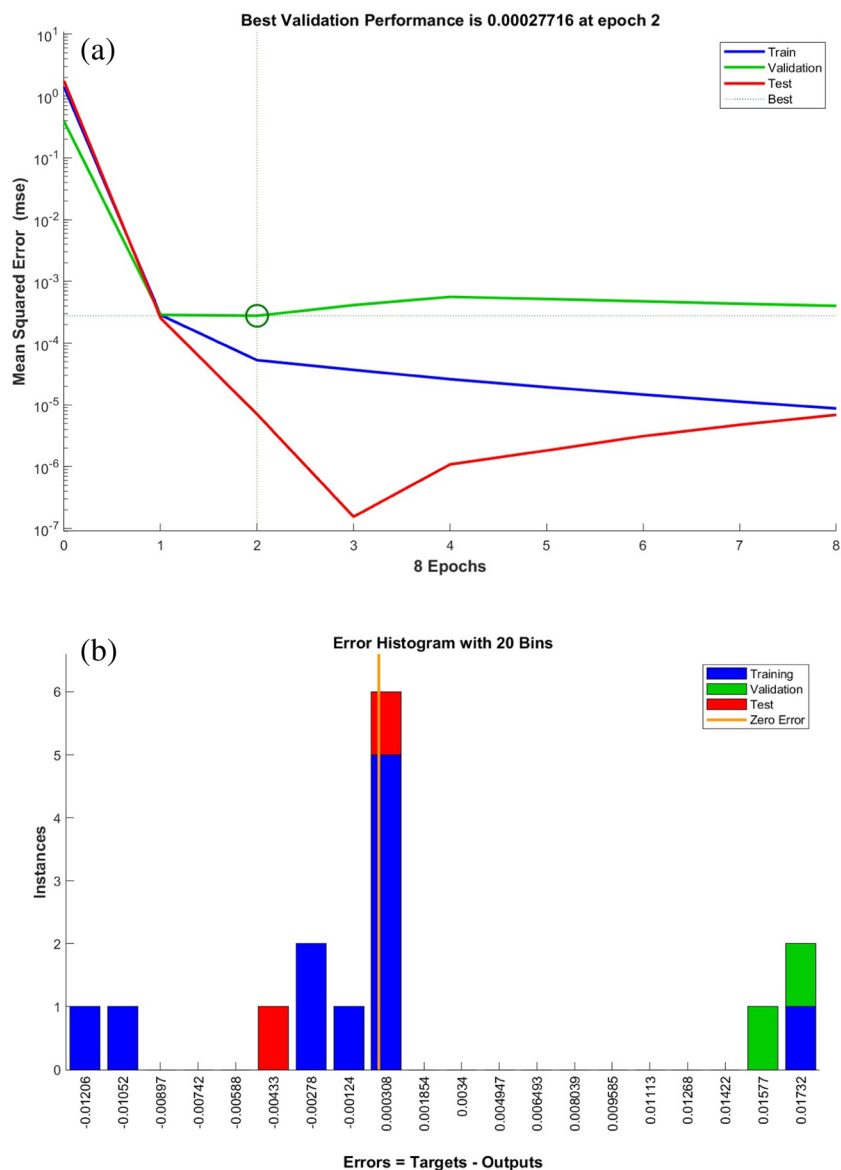 Best Validation Performance is 0.00027716 at epoch 2
(a)
Train
Validation
Test
Best
Mean Squared Error (mse)
10^1
10^0
10^-1
10^-2
10^-3
10^-4
10^-5
10^-6
10^-7
0 1 2 3 4 5 6 7 8
8 Epochs
(b)
Error Histogram with 20 Bins
Training
Validation
Test
Zero Error
Instances
6
5
4
3
2
1
0
-0.01206
-0.01052
-0.00897
-0.00742
-0.00588
-0.00433
-0.00278
-0.00124
0.000308
0.001854
0.0034
0.004947
0.006493
0.008039
0.009585
0.01113
0.01268
0.01422
0.01577
0.01732
Errors = Targets - Outputs